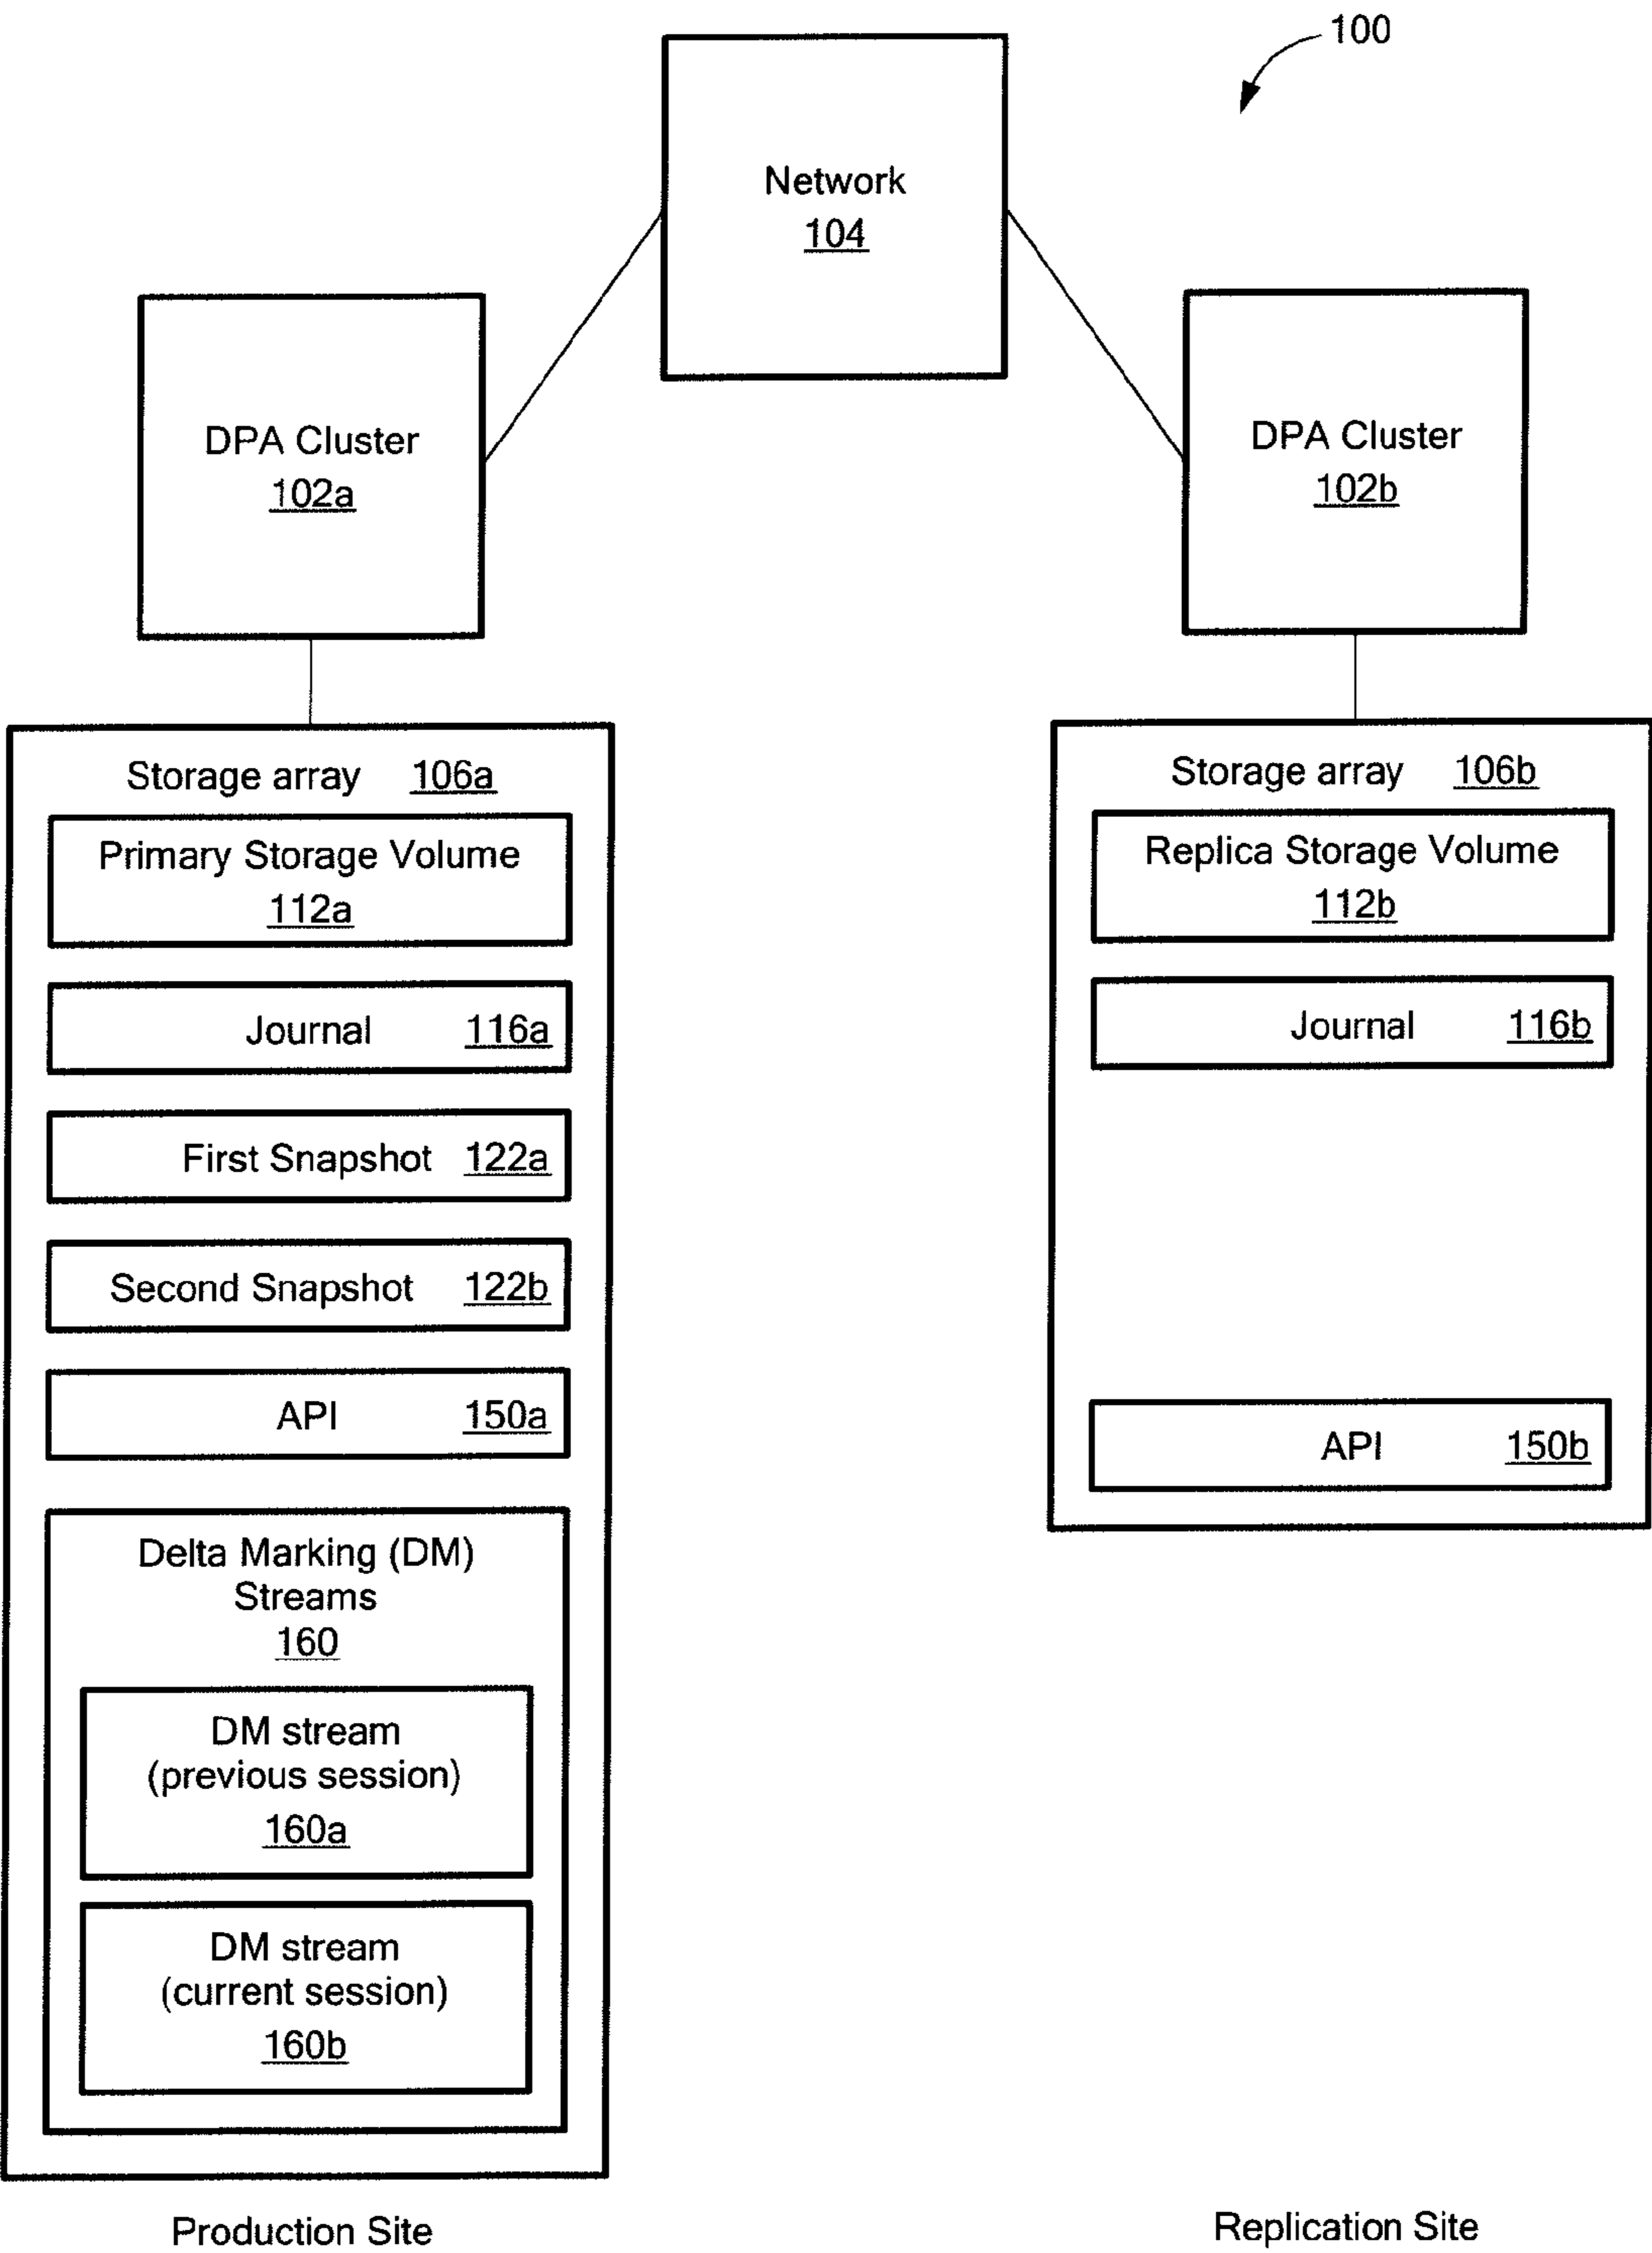 100
Network
104
DPA Cluster
102a
DPA Cluster
102b
Storage array 106a
Primary Storage Volume
112a
Journal 116a
First Snapshot 122a
Second Snapshot 122b
API 150a
Delta Marking (DM)
Streams
160
DM stream
(previous session)
160a
DM stream
(current session)
160b
Production Site
Storage array 106b
Replica Storage Volume
112b
Journal 116b
API 150b
Replication Site